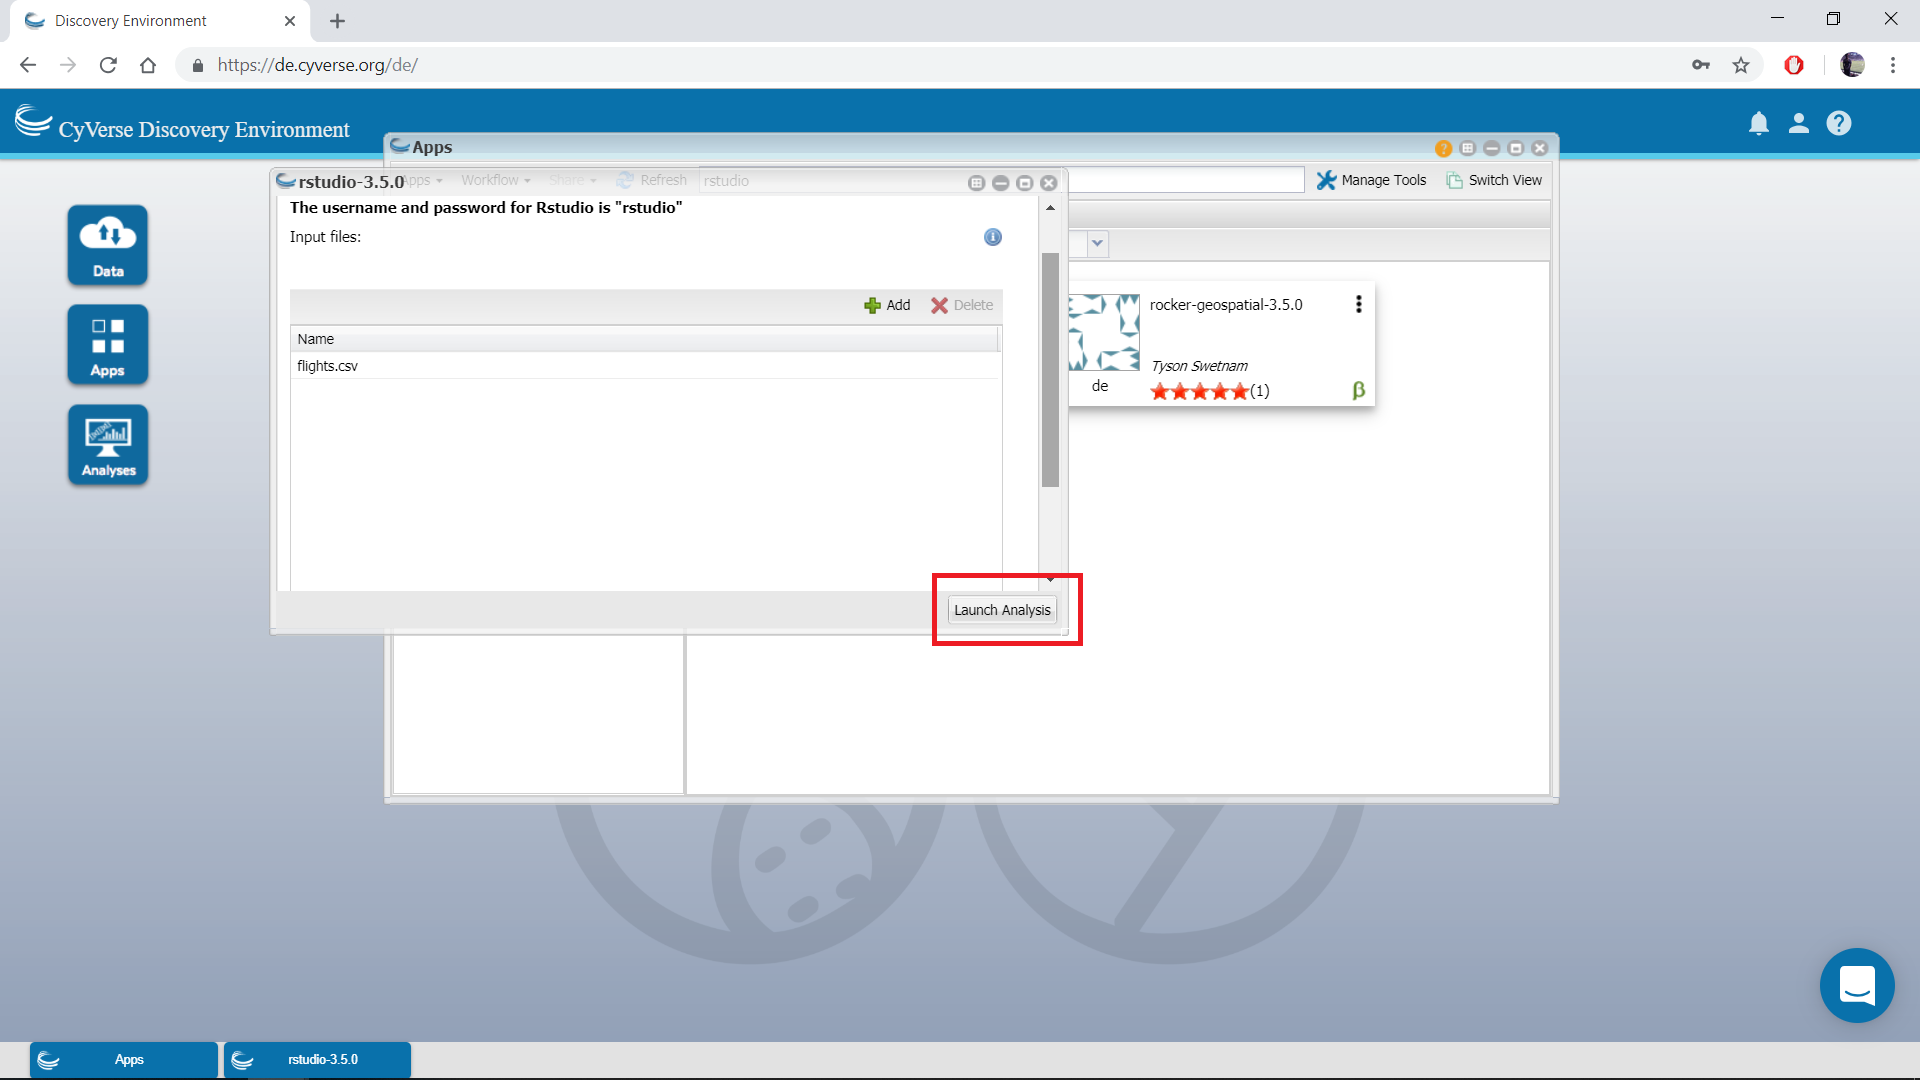 Discovery Environment
https://de.cyverse.org/de/
CyVerse Discovery Environment
Apps
rstudio-3.5.0
Apps
Workflow
Share
Refresh
rstudio
Manage Tools
Switch View
The username and password for Rstudio is "rstudio"
Input files:
Add
Delete
Name
flights.csv
Launch Analysis
rocker-geospatial-3.5.0
Tyson Swetnam
de
(1)
β
Data
Apps
Analyses
Apps
rstudio-3.5.0